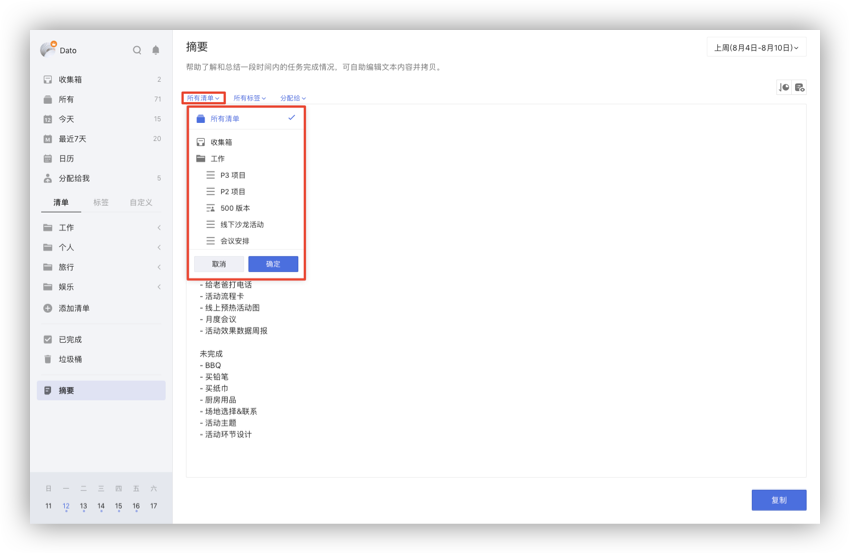 Dato
收集箱 2
所有 71
今天 15
最近7天 20
日历
分配给我 5
清单 标签 自定义
工作
个人
旅行
娱乐
添加清单
已完成
垃圾桶
摘要
日 一 二 三 四 五 六
11 12 13 14 15 16 17
摘要
上周(8月4日-8月10日)
帮助了解和总结一段时间内的任务完成情况，可自助编辑文本内容并拷贝。
所有清单 所有标签 分配给
所有清单
收集箱
工作
P3 项目
P2 项目
500 版本
线下沙龙活动
会议安排
取消 确定
- 给老爸打电话
- 活动流程卡
- 线上预热活动图
- 月度会议
- 活动效果数据周报
未完成
- BBQ
- 买铅笔
- 买纸巾
- 厨房用品
- 场地选择&联系
- 活动主题
- 活动环节设计
复制